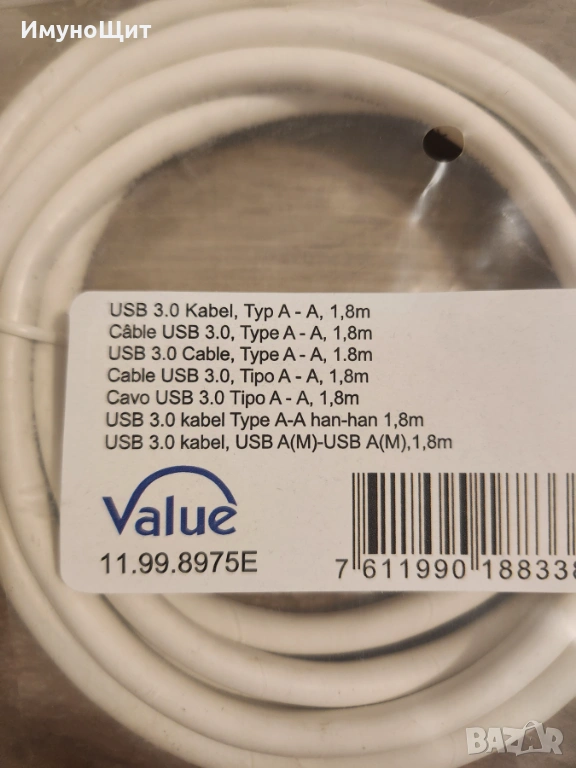 ИмуноЩит
USB 3.0 Kabel, Typ A - A, 1,8m
Câble USB 3.0, Type A - A, 1,8m
USB 3.0 Cable, Type A - A, 1.8m
Cable USB 3.0, Tipo A - A, 1,8m
Cavo USB 3.0 Tipo A - A, 1,8m
USB 3.0 kabel Type A-A han-han 1,8m
USB 3.0 kabel, USB A(M)-USB A(M),1,8m
Value
11.99.8975E
7 611990 188338
BAZAR